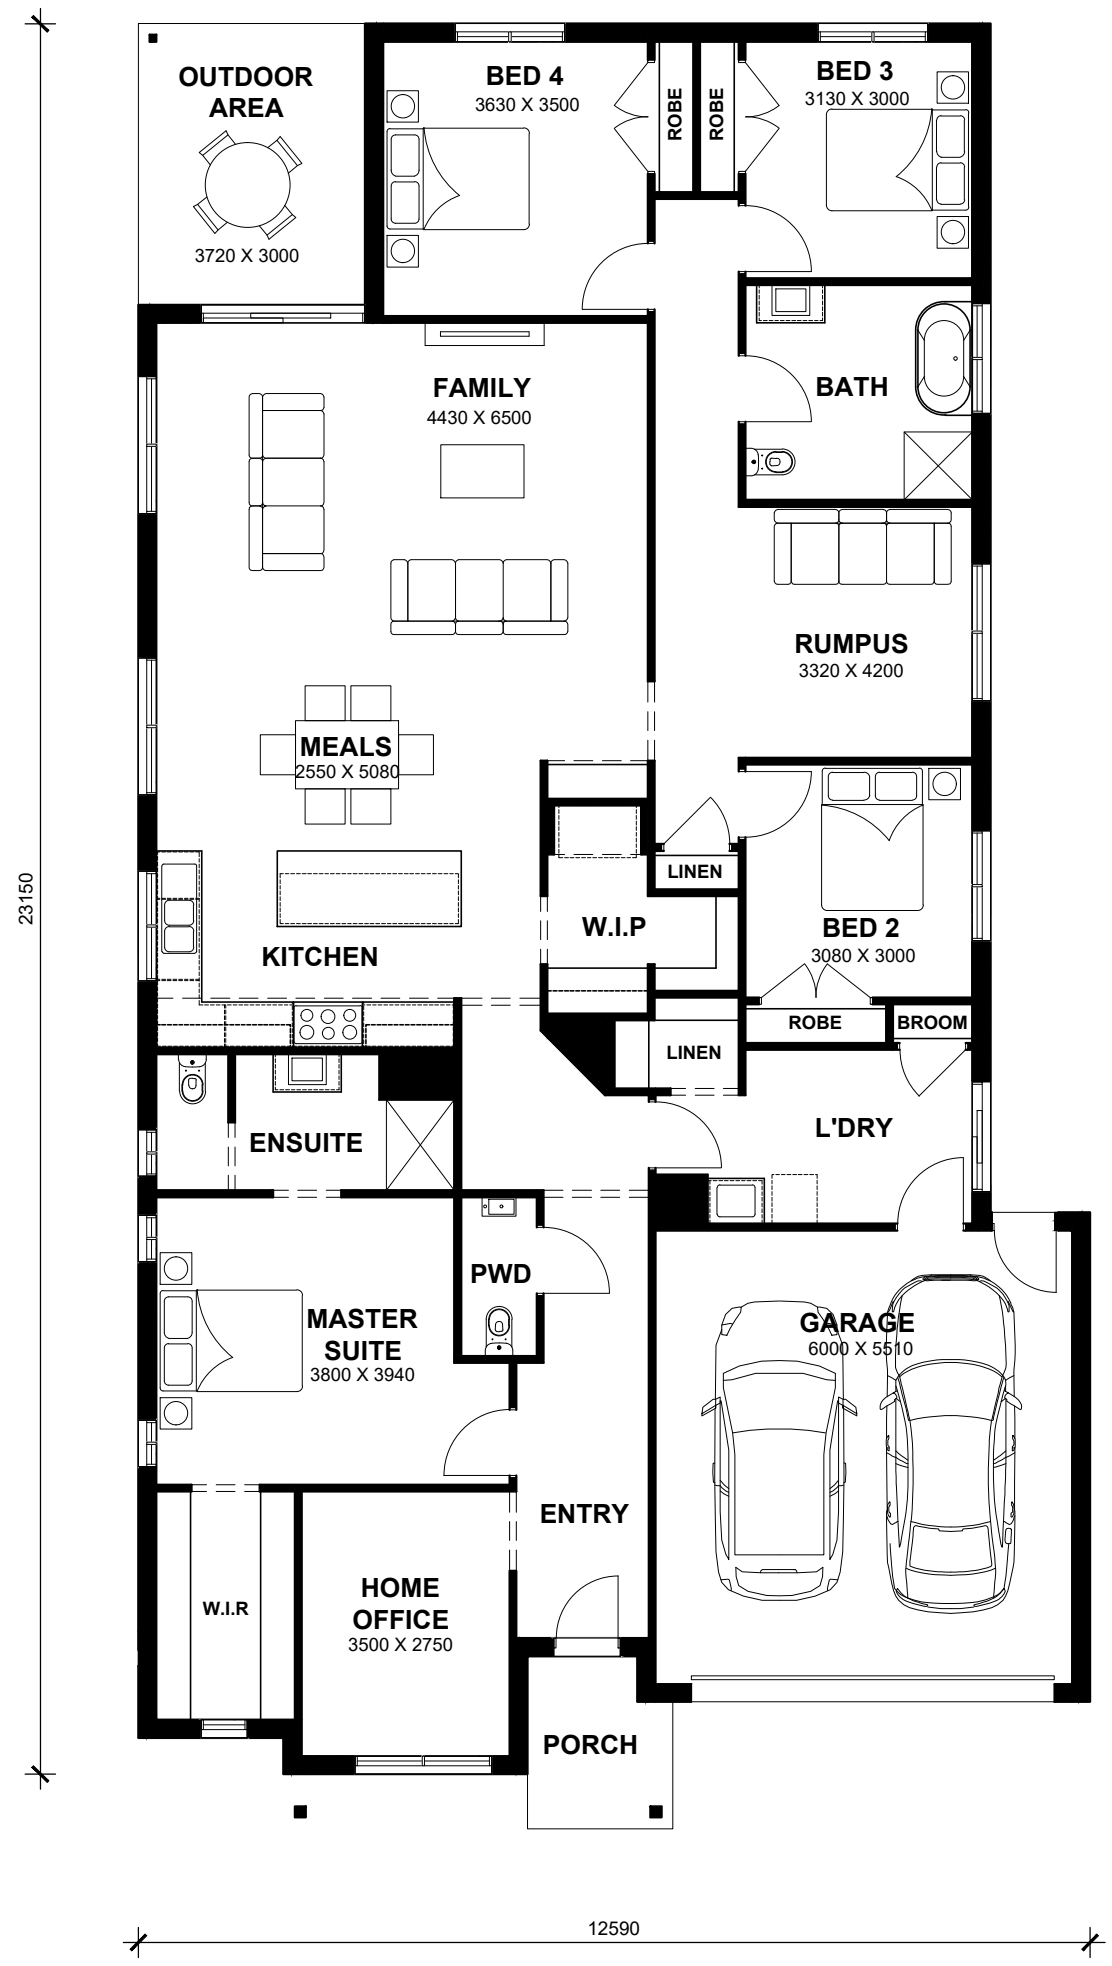 OUTDOOR
AREA
3720 X 3000
BED 4
3630 X 3500
ROBE
ROBE
BED 3
3130 X 3000
FAMILY
4430 X 6500
BATH
RUMPUS
3320 X 4200
MEALS
2550 X 5080
LINEN
W.I.P
BED 2
3080 X 3000
KITCHEN
ROBE
BROOM
LINEN
23150
ENSUITE
L'DRY
PWD
MASTER
SUITE
3800 X 3940
GARAGE
6000 X 5510
ENTRY
W.I.R
HOME
OFFICE
3500 X 2750
PORCH
12590